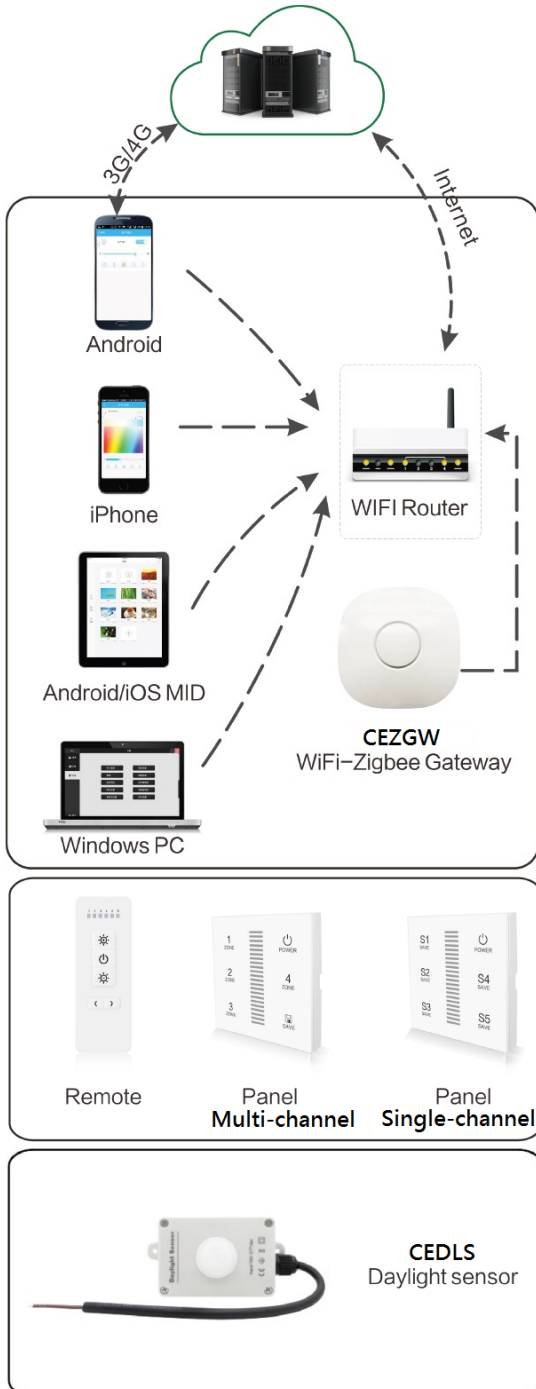 3G/4G
Internet
Android
iPhone
WIFI Router
Android/iOS MID
CEZGW
WiFi-Zigbee Gateway
Windows PC
1 ZONE
POWER
2 ZONE
4 ZONE
3 ZONE
SAVE
S1 SAVE
POWER
S2 SAVE
S4 SAVE
S3 SAVE
S5 SAVE
Remote
Panel
Multi-channel
Panel
Single-channel
Daylight Sensor
CEDLS
Daylight sensor